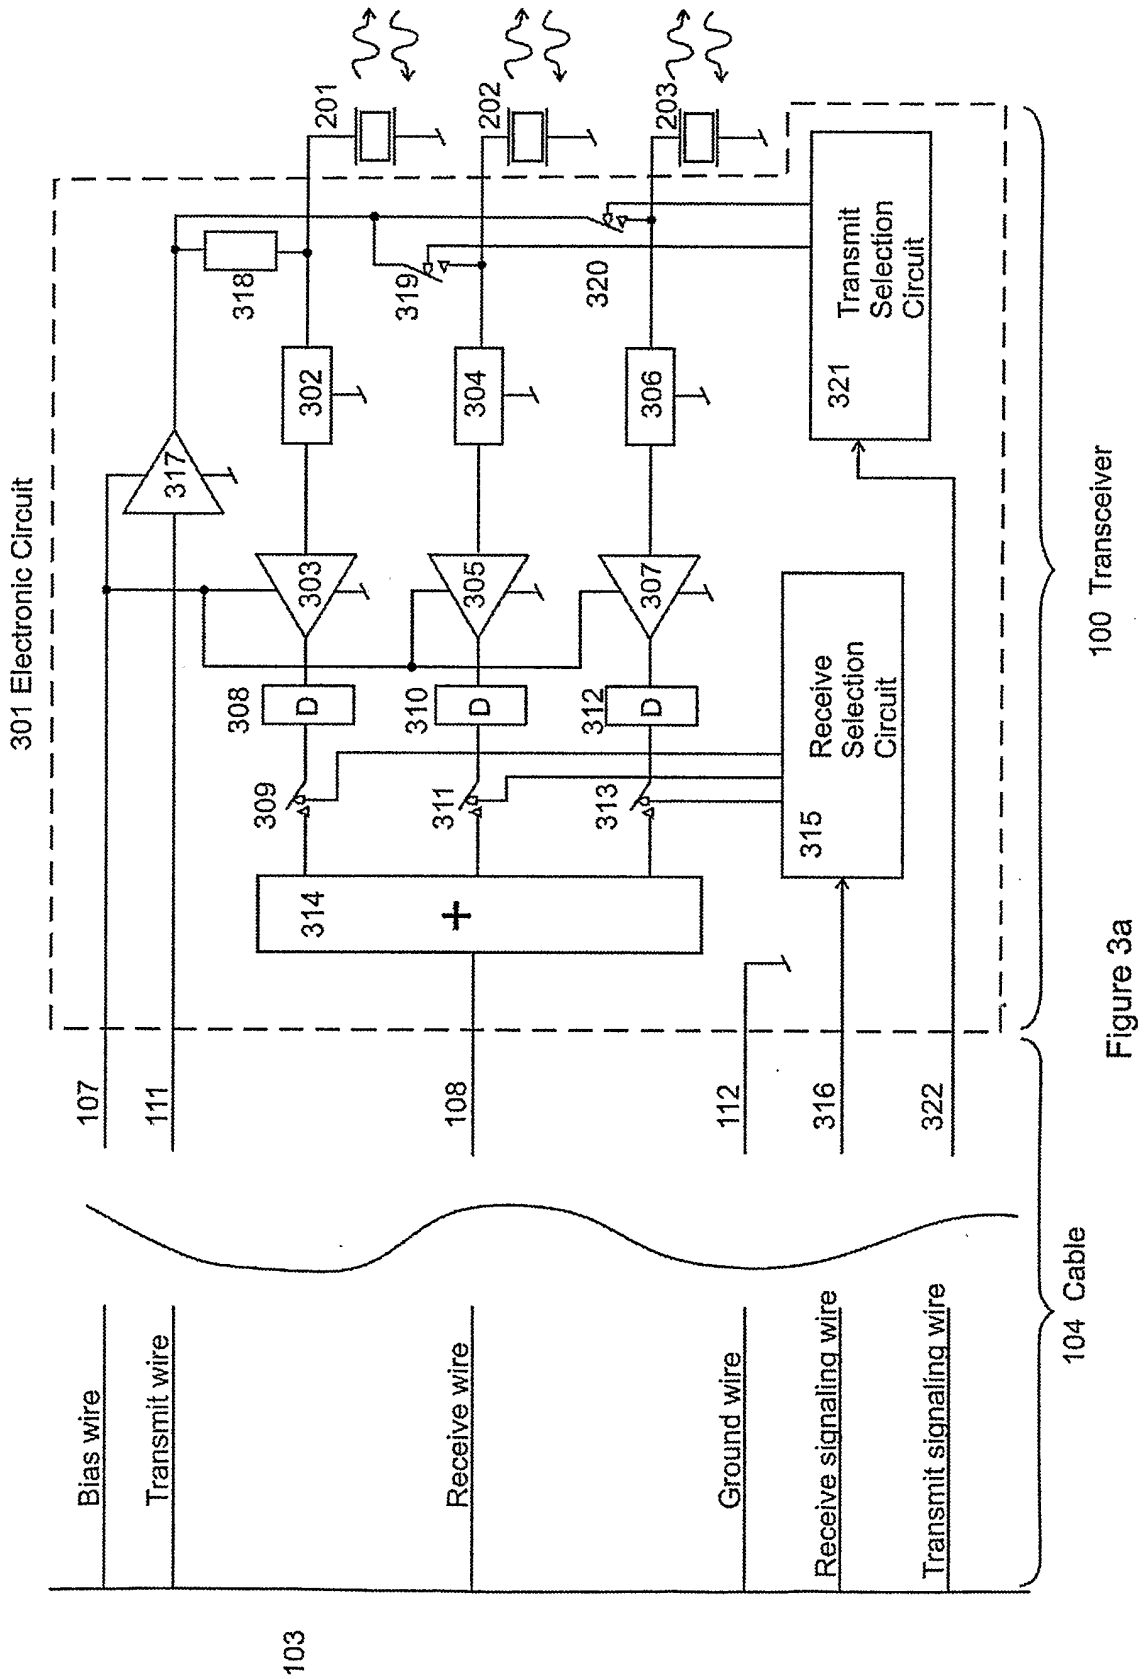 301 Electronic Circuit
201
202
203
318
319
320
302
304
306
317
303
305
307
321
Transmit
Selection
Circuit
308
D
310
D
312
D
309
311
313
315
Receive
Selection
Circuit
314
+
107
111
108
112
316
322
Bias wire
Transmit wire
Receive wire
Ground wire
Receive signaling wire
Transmit signaling wire
103
104 Cable
100 Transceiver
Figure 3a